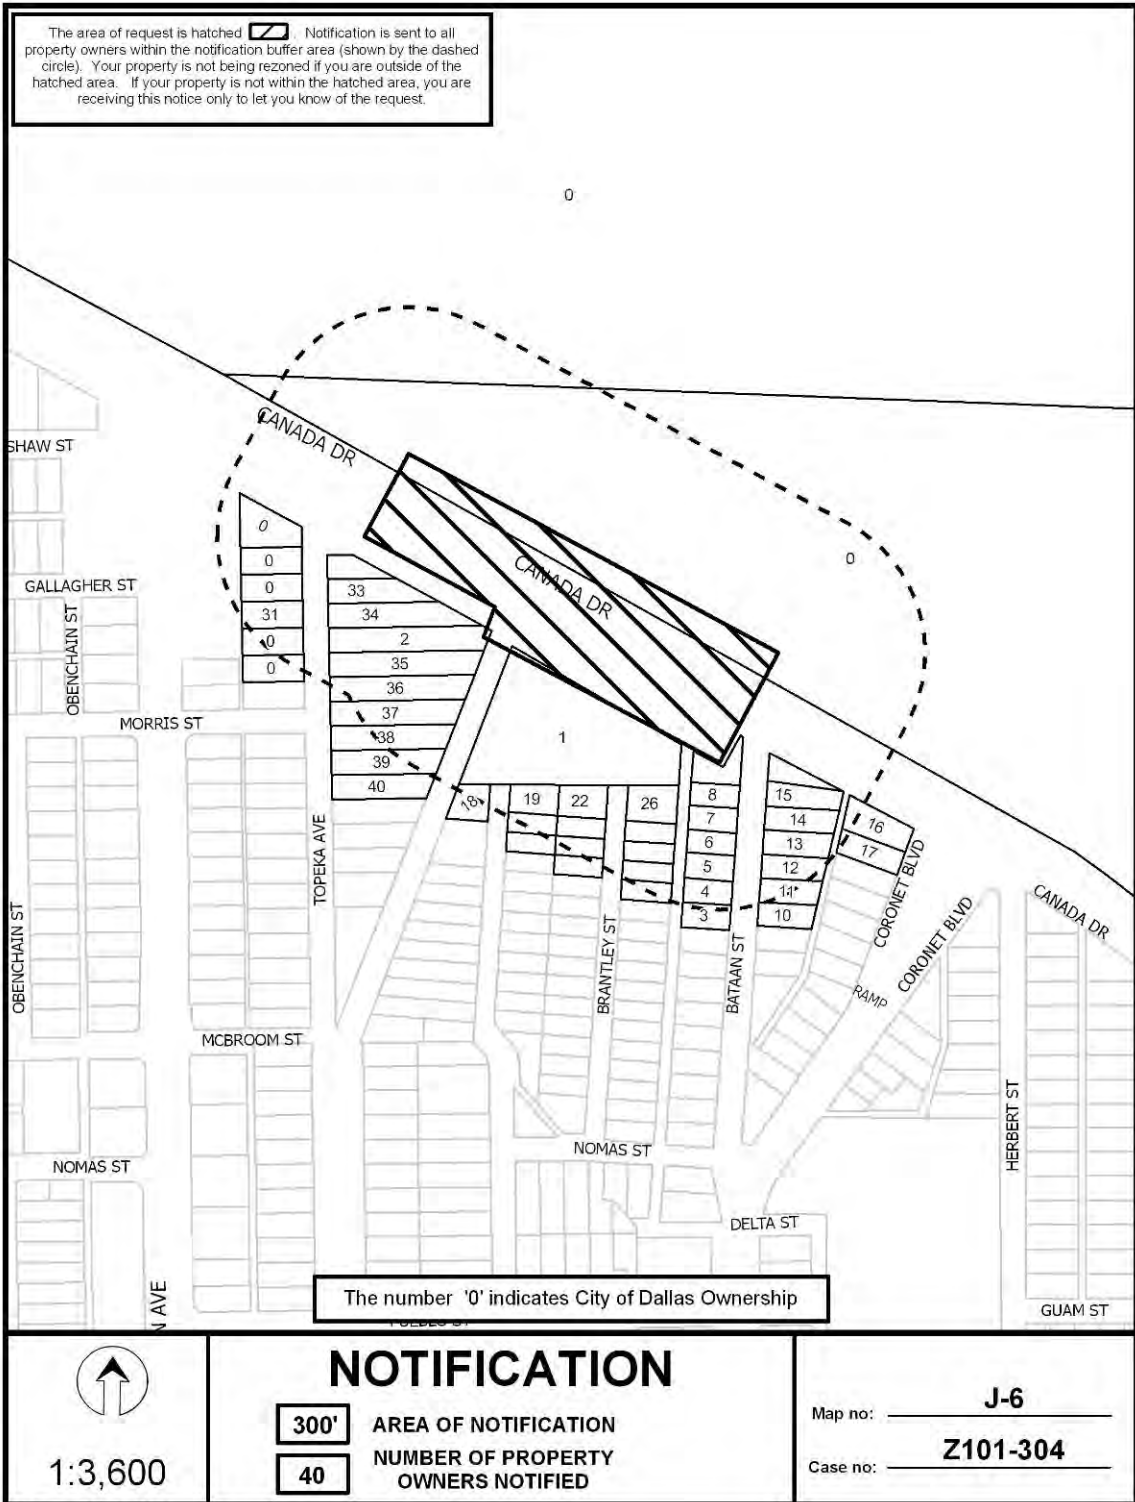 The area of request is hatched . Notification is sent to all
property owners within the notification buffer area (shown by the dashed
circle). Your property is not being rezoned if you are outside of the
hatched area. If your property is not within the hatched area, you are
receiving this notice only to let you know of the request.
0
CANADA DR
SHAW ST
0
0
0
31
0
0
GALLAGHER ST
OBENCHAIN ST
CANADA DR
0
33
34
2
35
36
37
38
39
40
MORRIS ST
1
18
19
22
26
8
7
6
5
4
3
15
14
13
12
11
10
16
17
TOPEKA AVE
OBENCHAIN ST
BRANTLEY ST
BATAAN ST
CORONET BLVD
CORONET BLVD
CANADA DR
RAMP
MCBROOM ST
NOMAS ST
NOMAS ST
HERBERT ST
DELTA ST
N AVE
The number '0' indicates City of Dallas Ownership
GUAM ST
1:3,600
NOTIFICATION
300' AREA OF NOTIFICATION
40 NUMBER OF PROPERTY
OWNERS NOTIFIED
Map no: J-6
Case no: Z101-304